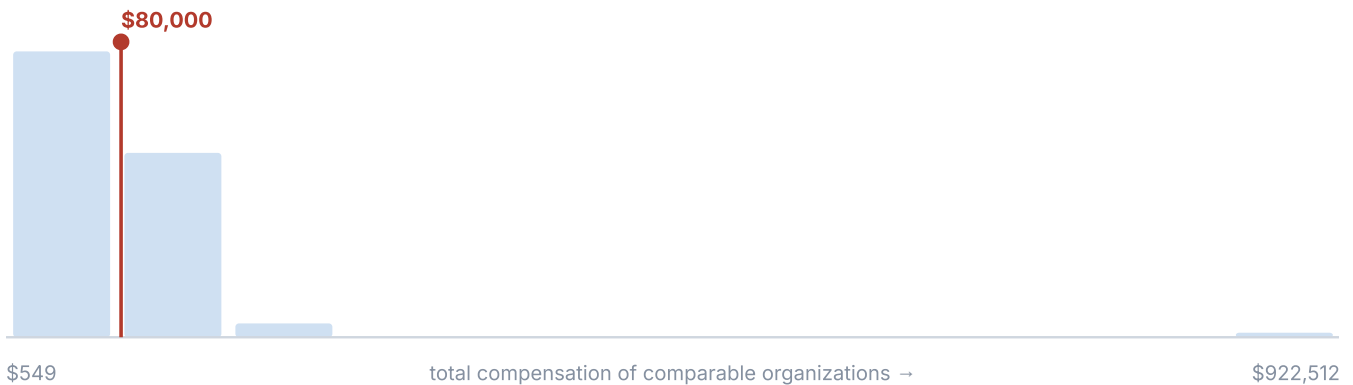 $80,000
$549
total compensation of comparable organizations →
$922,512